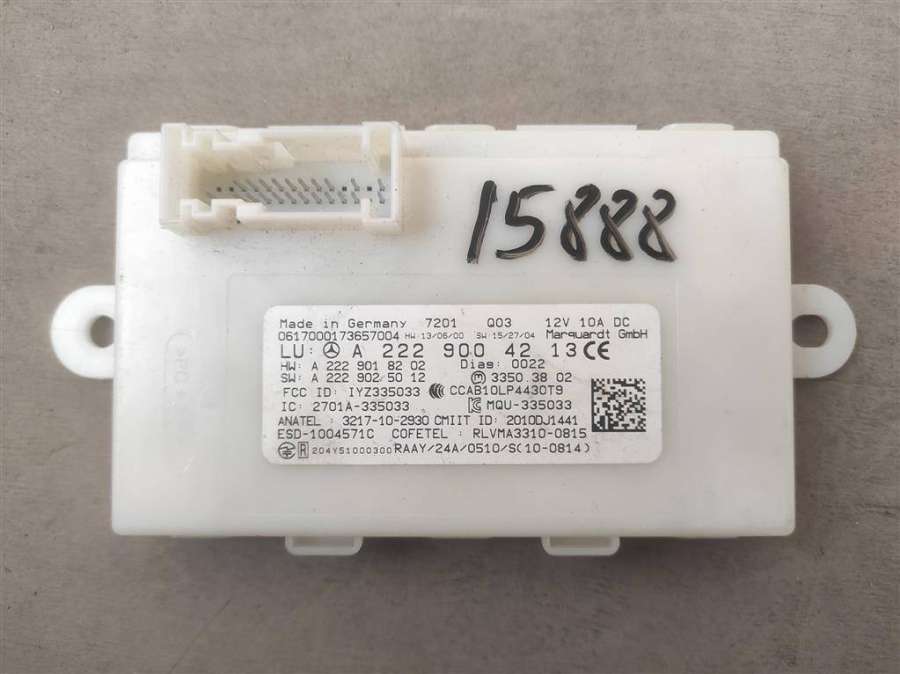 15888
Made in Germany 7201 Q03 12V 10A DC
0617000173657004 HW:13/06/00 SW:15/27/04 Marquardt GmbH
LU: A 222 900 42 13 CE
HW: A 222 901 82 02 Diag: 0022
SW: A 222 902 50 12 3350.38 02
FCC ID: IYZ335033 CCAB10LP4430T9
IC: 2701A-335033 MQU-335033
ANATEL : 3217-10-2930 CMIIT ID: 2010DJ1441
ESD-1004571C COFETEL : RLVMA3310-0815
R 204YS1000300 RAAY/24A/0510/S(10-0814)